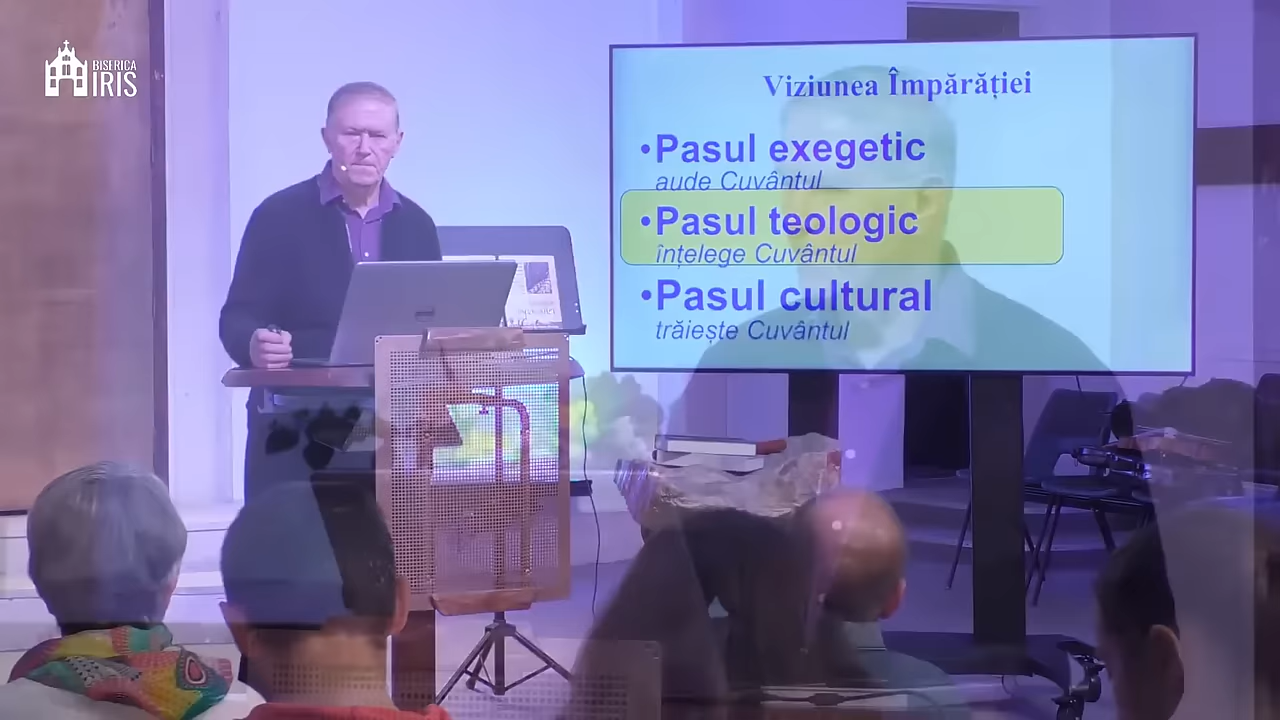 BISERICA
IRIS
Viziunea Împărăției
•Pasul exegetic
aude Cuvântul
•Pasul teologic
înțelege Cuvântul
•Pasul cultural
trăiește Cuvântul